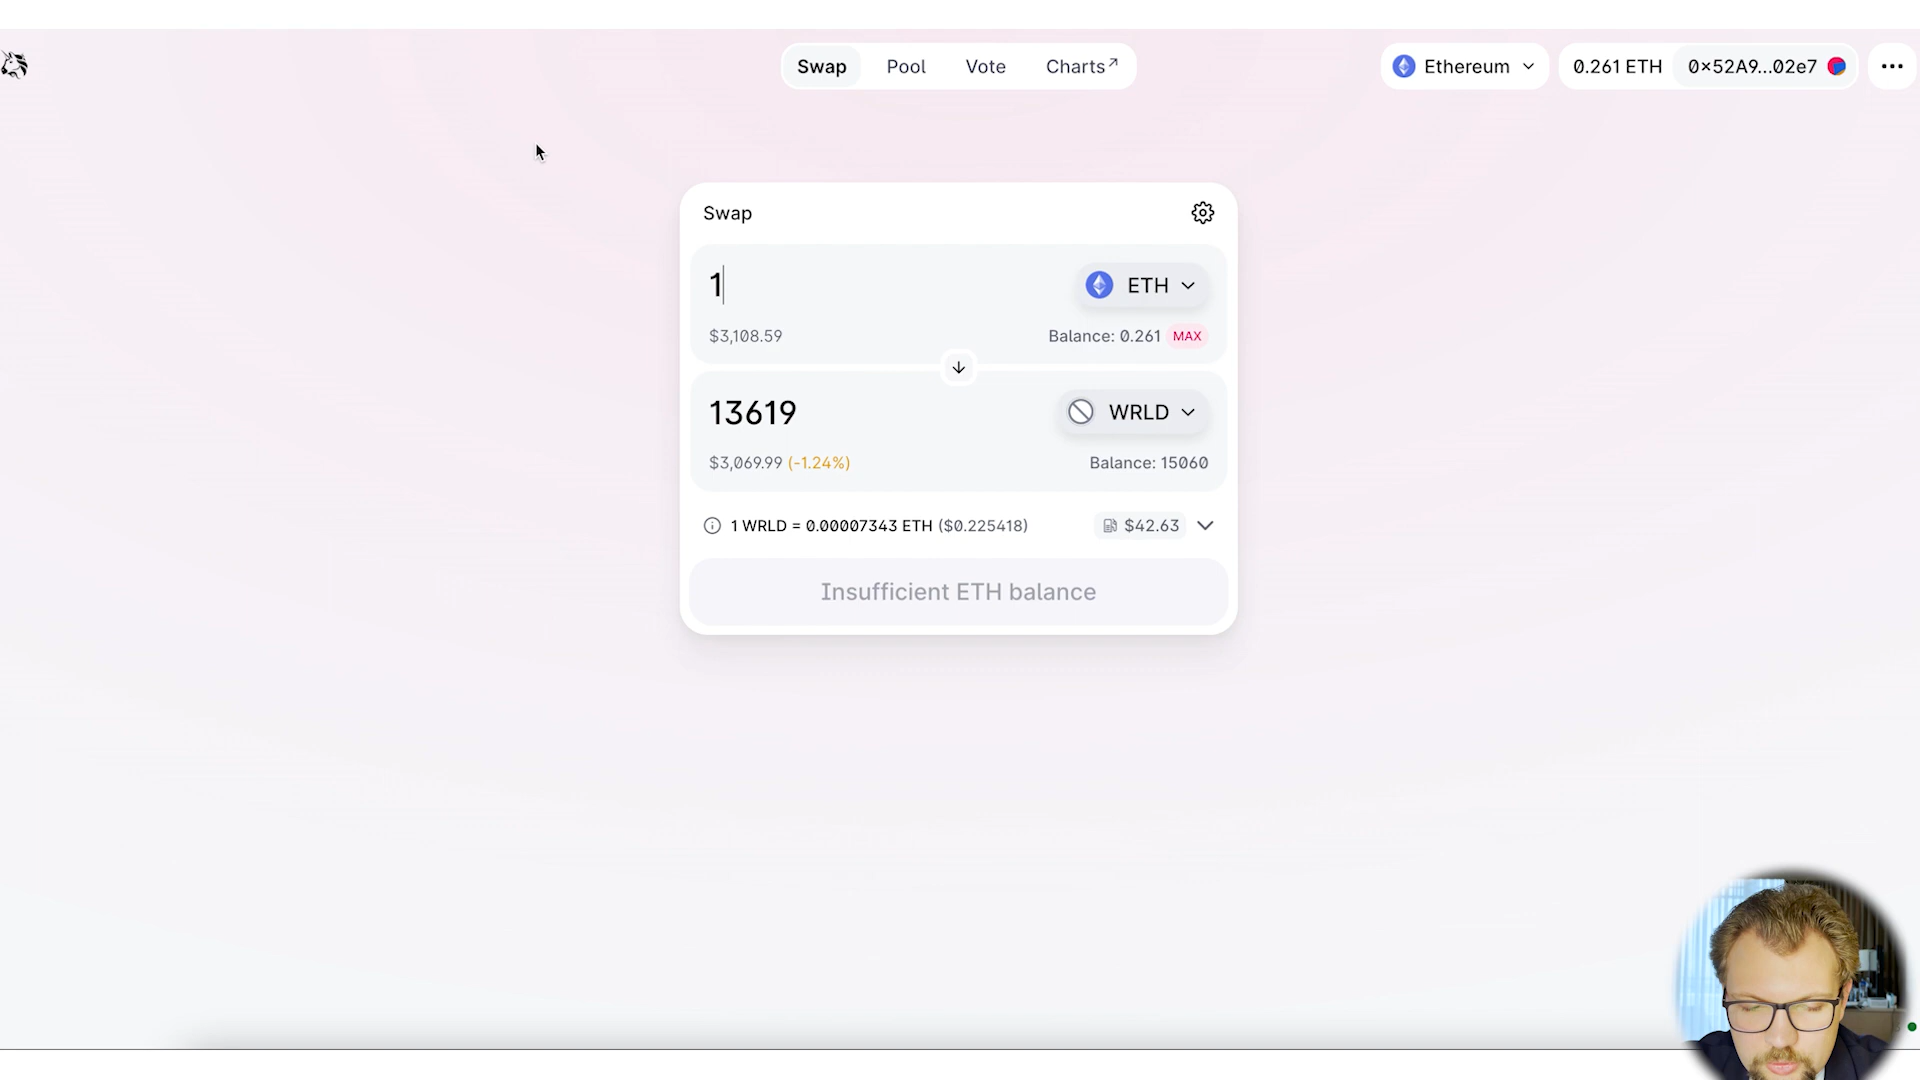 Swap Pool Vote Charts↗ Ethereum 0.261 ETH 0x52A9...02e7
Swap
1 ETH
$3,108.59 Balance: 0.261 MAX
13619 WRLD
$3,069.99 (-1.24%) Balance: 15060
1 WRLD = 0.00007343 ETH ($0.225418) $42.63
Insufficient ETH balance